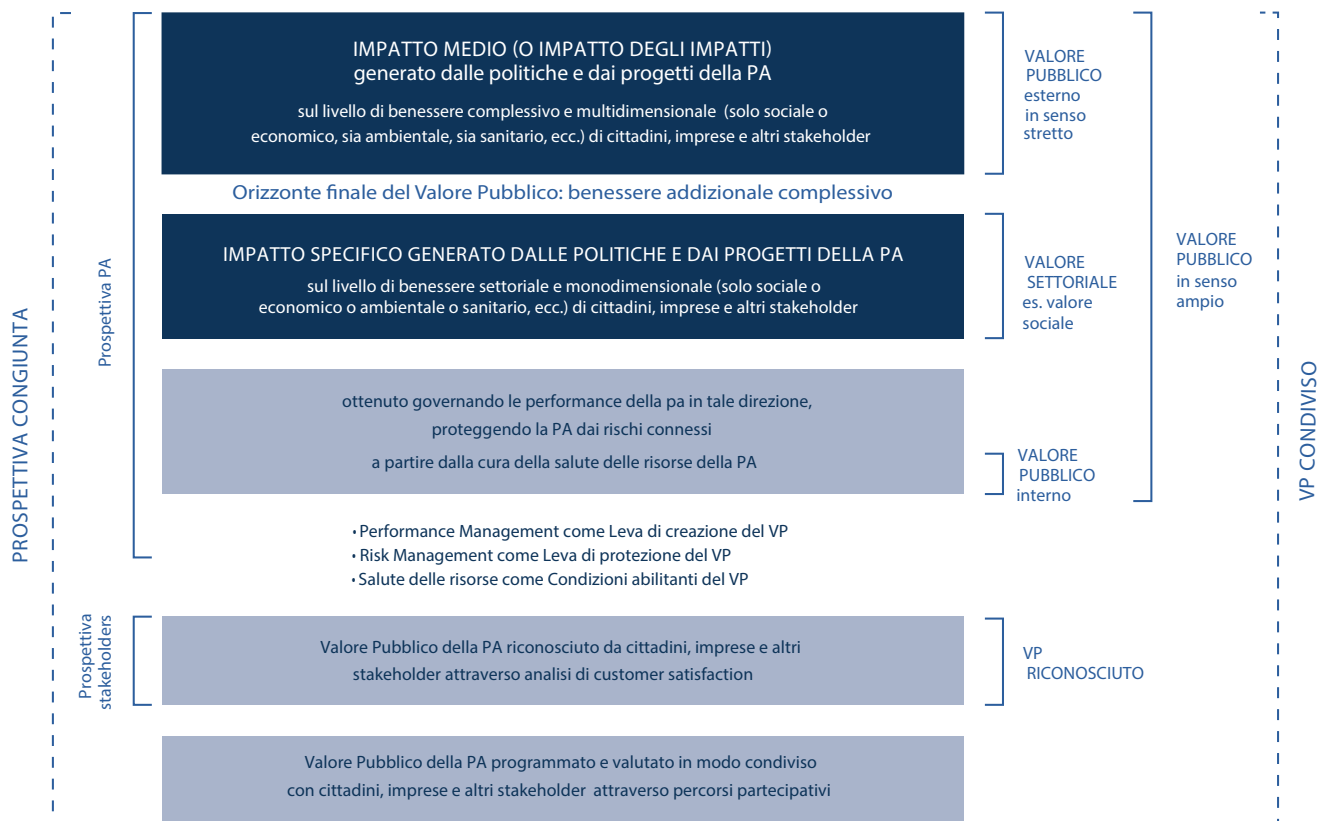 PROSPETTIVA CONGIUNTA
Prospettiva PA
IMPATTO MEDIO (O IMPATTO DEGLI IMPATTI)
generato dalle politiche e dai progetti della PA
sul livello di benessere complessivo e multidimensionale (solo sociale o
economico, sia ambientale, sia sanitario, ecc.) di cittadini, imprese e altri stakeholder
VALORE
PUBBLICO
esterno
in senso
stretto
Orizzonte finale del Valore Pubblico: benessere addizionale complessivo
IMPATTO SPECIFICO GENERATO DALLE POLITICHE E DAI PROGETTI DELLA PA
sul livello di benessere settoriale e monodimensionale (solo sociale o
economico o ambientale o sanitario, ecc.) di cittadini, imprese e altri stakeholder
VALORE
SETTORIALE
es. valore
sociale
VALORE
PUBBLICO
in senso
ampio
ottenuto governando le performance della pa in tale direzione,
proteggendo la PA dai rischi connessi
a partire dalla cura della salute delle risorse della PA
VALORE
PUBBLICO
interno
• Performance Management come Leva di creazione del VP
• Risk Management come Leva di protezione del VP
• Salute delle risorse come Condizioni abilitanti del VP
Prospettiva
stakeholders
Valore Pubblico della PA riconosciuto da cittadini, imprese e altri
stakeholder attraverso analisi di customer satisfaction
VP
RICONOSCIUTO
Valore Pubblico della PA programmato e valutato in modo condiviso
con cittadini, imprese e altri stakeholder attraverso percorsi partecipativi
VP CONDIVISO